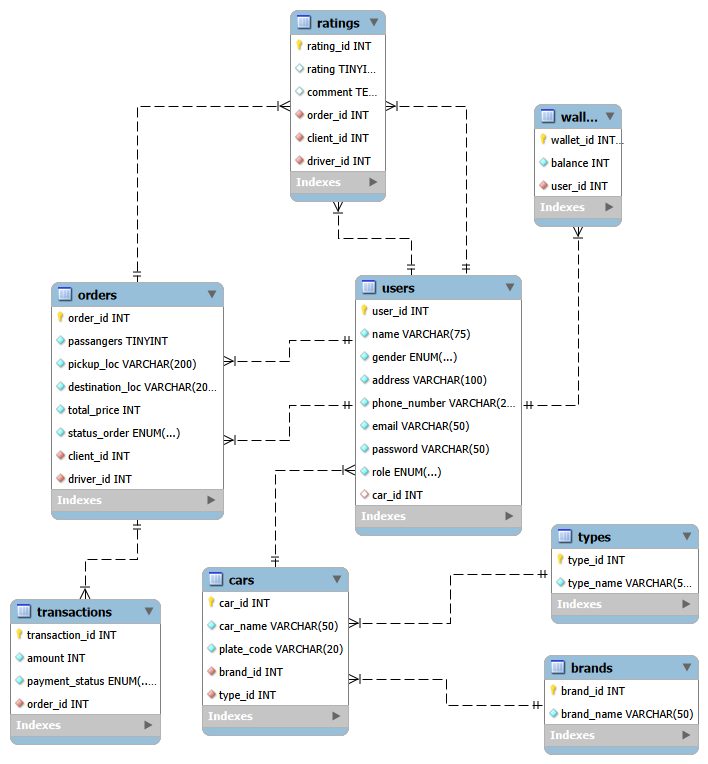 ratings
rating_id INT
rating TINYI...
comment TE...
order_id INT
client_id INT
driver_id INT
Indexes
wall...
wallet_id INT...
balance INT
user_id INT
Indexes
orders
order_id INT
passangers TINYINT
pickup_loc VARCHAR(200)
destination_loc VARCHAR(20...
total_price INT
status_order ENUM(...)
client_id INT
driver_id INT
Indexes
users
user_id INT
name VARCHAR(75)
gender ENUM(...)
address VARCHAR(100)
phone_number VARCHAR(2...
email VARCHAR(50)
password VARCHAR(50)
role ENUM(...)
car_id INT
Indexes
transactions
transaction_id INT
amount INT
payment_status ENUM(...
order_id INT
Indexes
cars
car_id INT
car_name VARCHAR(50)
plate_code VARCHAR(20)
brand_id INT
type_id INT
Indexes
types
type_id INT
type_name VARCHAR(5...
Indexes
brands
brand_id INT
brand_name VARCHAR(50)
Indexes